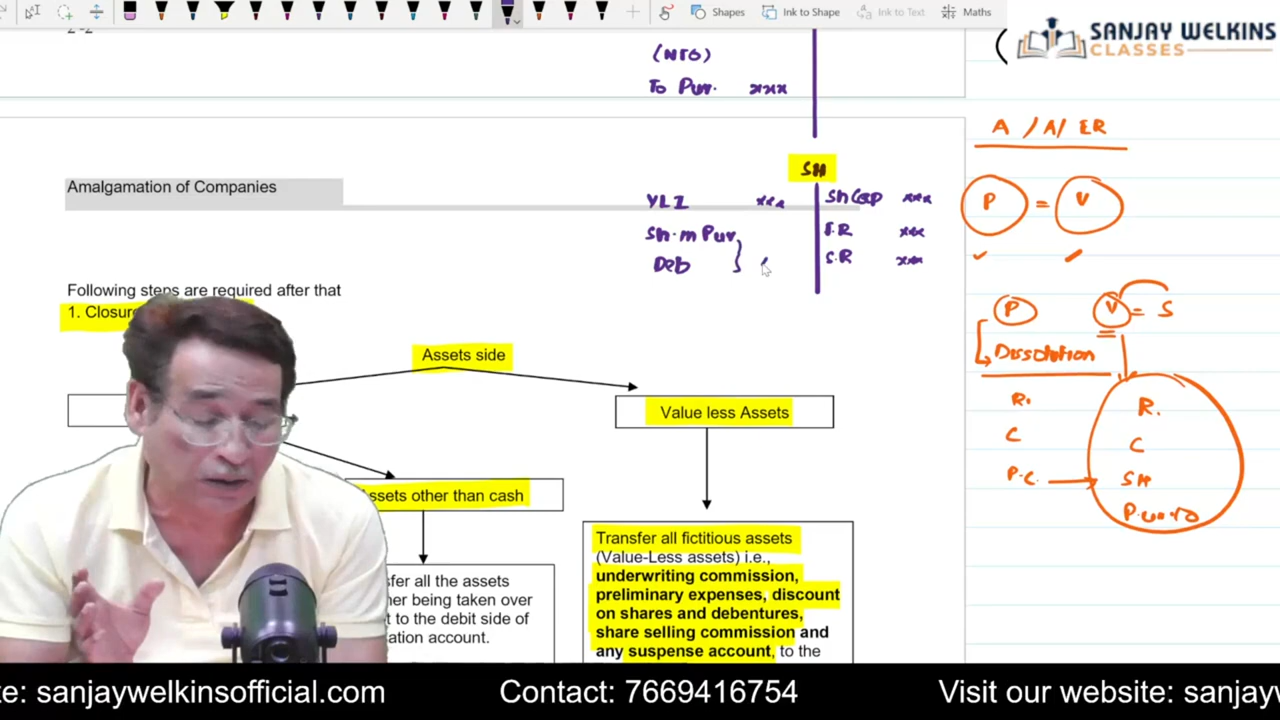 Shapes
Ink to Shape
Ink to Text
Maths
SANJAY WELKINS
CLASSES
(NTO)
To Pur. xxx
A / A / ER
SH
Amalgamation of Companies
VLI xxx
Sh Cap xxx
P = V
Sh. in Pur
F.R xxx
Deb
S.R xxx
Following steps are required after that
1. Closur
P V = S
Assets side
Dissolution
Value less Assets
R. R.
C C
P.C. SH
ssets other than cash
Transfer all fictitious assets
(Value-Less assets) i.e.,
underwriting commission,
preliminary expenses, discount
on shares and debentures,
share selling commission and
any suspense account, to the
sfer all the assets
her being taken over
t to the debit side of
ation account.
te: sanjaywelkinsofficial.com
Contact: 7669416754
Visit our website: sanjayw